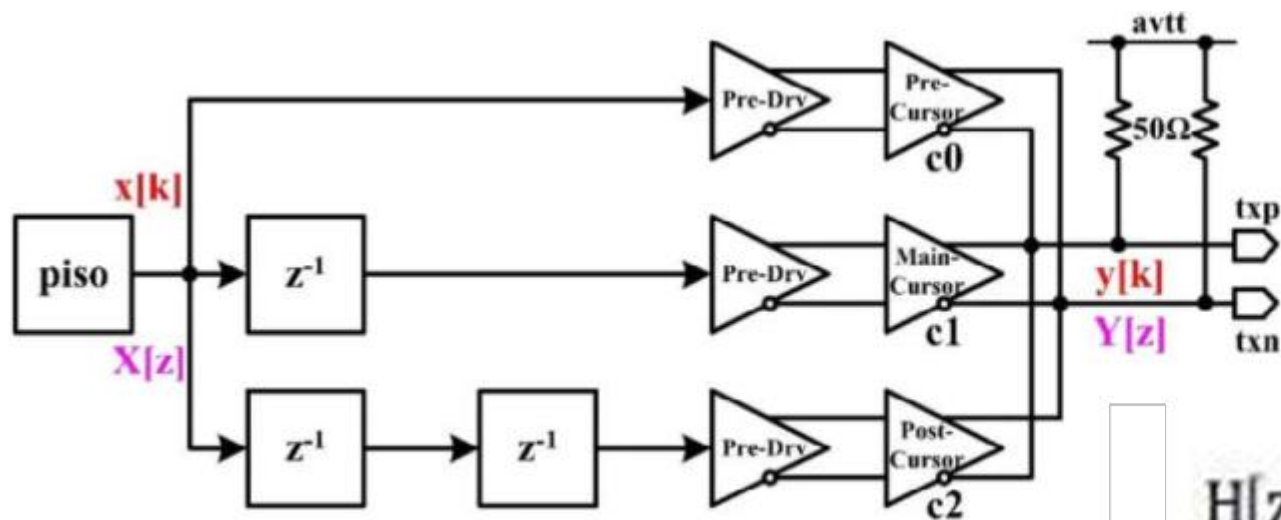 avtt
Pre-Drv
Pre-
Cursor
c0
50Ω
x[k]
piso
z-1
Pre-Drv
Main-
Cursor
c1
txp
y[k]
X[z]
Y[z]
txn
z-1
z-1
Pre-Drv
Post-
Cursor
c2
H[z